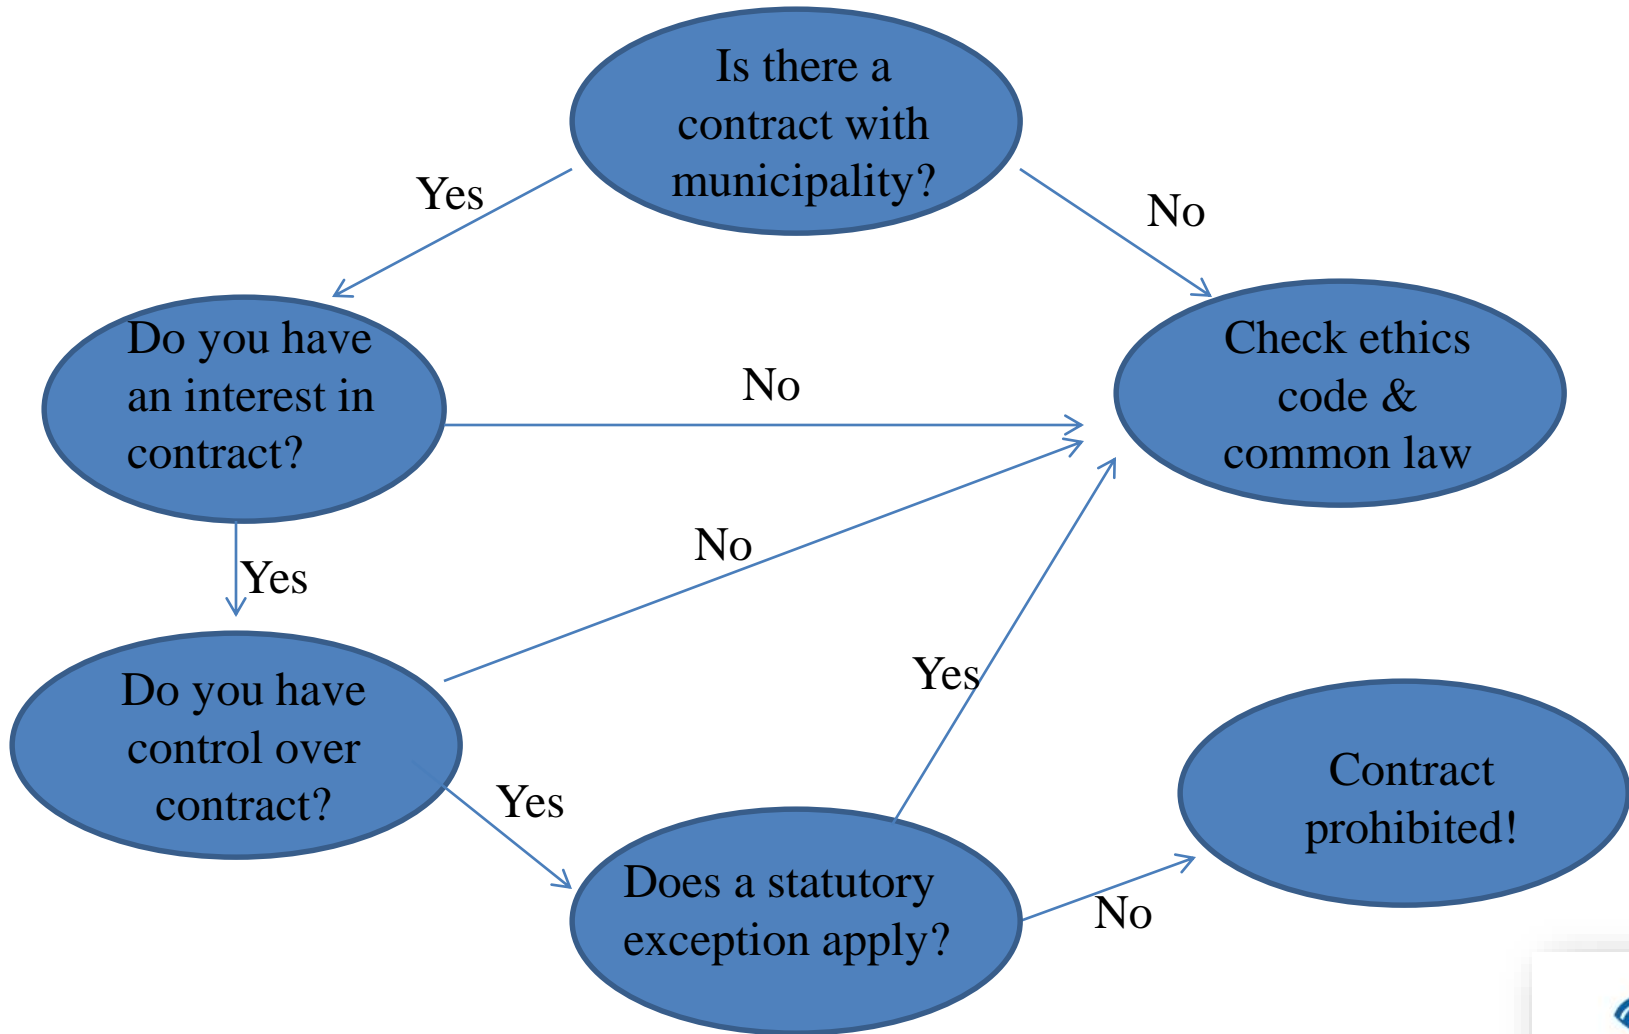 Is there a
contract with
municipality?
Yes
No
Do you have
an interest in
contract?
No
Check ethics
code &
common law
Yes
No
Do you have
control over
contract?
Yes
Yes
Does a statutory
exception apply?
No
Contract
prohibited!